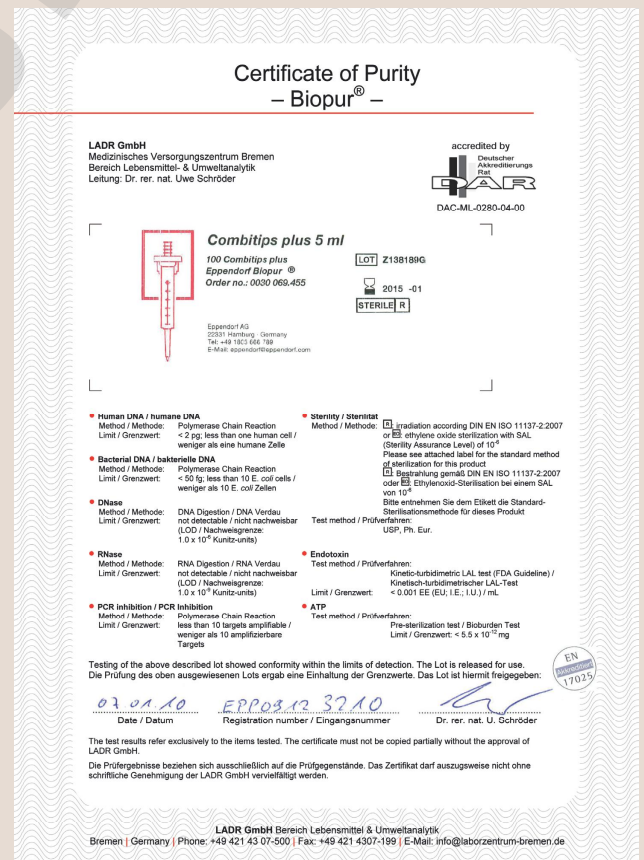 Certificate of Purity
– Biopur® –
LADR GmbH
Medizinisches Versorgungszentrum Bremen
Bereich Lebensmittel- & Umweltanalytik
Leitung: Dr. rer. nat. Uwe Schröder
accredited by
Deutscher
Akkreditierungs
Rat
DAR
DAC-ML-0280-04-00
Combitips plus 5 ml
100 Combitips plus
Eppendorf Biopur ®
Order no.: 0030 069.455
LOT Z138189G
2015 -01
STERILE R
Eppendorf AG
22331 Hamburg - Germany
Tel: +49 1803 666 789
E-Mail: eppendorf@eppendorf.com
Human DNA / humane DNA
Method / Methode: Polymerase Chain Reaction
Limit / Grenzwert: < 2 pg; less than one human cell /
weniger als eine humane Zelle
Bacterial DNA / bakterielle DNA
Method / Methode: Polymerase Chain Reaction
Limit / Grenzwert: < 50 fg; less than 10 E. coli cells /
weniger als 10 E. coli Zellen
DNase
Method / Methode: DNA Digestion / DNA Verdau
Limit / Grenzwert: not detectable / nicht nachweisbar
(LOD / Nachweisgrenze:
1.0 x 10⁻⁶ Kunitz-units)
RNase
Method / Methode: RNA Digestion / RNA Verdau
Limit / Grenzwert: not detectable / nicht nachweisbar
(LOD / Nachweisgrenze:
1.0 x 10⁻⁹ Kunitz-units)
PCR inhibition / PCR Inhibition
Method / Methode: Polymerase Chain Reaction
Limit / Grenzwert: less than 10 targets amplifiable /
weniger als 10 amplifizierbare
Targets
Sterility / Sterilität
Method / Methode: R: irradiation according DIN EN ISO 11137-2:2007
or EO: ethylene oxide sterilization with SAL
(Sterility Assurance Level) of 10⁻⁶
Please see attached label for the standard method
of sterilization for this product
R: Bestrahlung gemäß DIN EN ISO 11137-2:2007
oder EO: Ethylenoxid-Sterilisation bei einem SAL
von 10⁻⁶
Bitte entnehmen Sie dem Etikett die Standard-
Sterilisationsmethode für dieses Produkt
Test method / Prüfverfahren:
USP, Ph. Eur.
Endotoxin
Test method / Prüfverfahren:
Kinetic-turbidimetric LAL test (FDA Guideline) /
Kinetisch-turbidimetrischer LAL-Test
Limit / Grenzwert: < 0.001 EE (EU; I.E.; I.U.) / mL
ATP
Test method / Prüfverfahren:
Pre-sterilization test / Bioburden Test
Limit / Grenzwert: < 5.5 x 10⁻¹² mg
Testing of the above described lot showed conformity within the limits of detection. The Lot is released for use.
Die Prüfung des oben ausgewiesenen Lots ergab eine Einhaltung der Grenzwerte. Das Lot ist hiermit freigegeben:
EN
Akkreditiert
17025
07.01.10
EPP0912 3210
Date / Datum
Registration number / Eingangsnummer
Dr. rer. nat. U. Schröder
The test results refer exclusively to the items tested. The certificate must not be copied partially without the approval of
LADR GmbH.
Die Prüfergebnisse beziehen sich ausschließlich auf die Prüfgegenstände. Das Zertifikat darf auszugsweise nicht ohne
schriftliche Genehmigung der LADR GmbH vervielfältigt werden.
LADR GmbH Bereich Lebensmittel & Umweltanalytik
Bremen | Germany | Phone: +49 421 43 07-500 | Fax: +49 421 4307-199 | E-Mail: info@laborzentrum-bremen.de